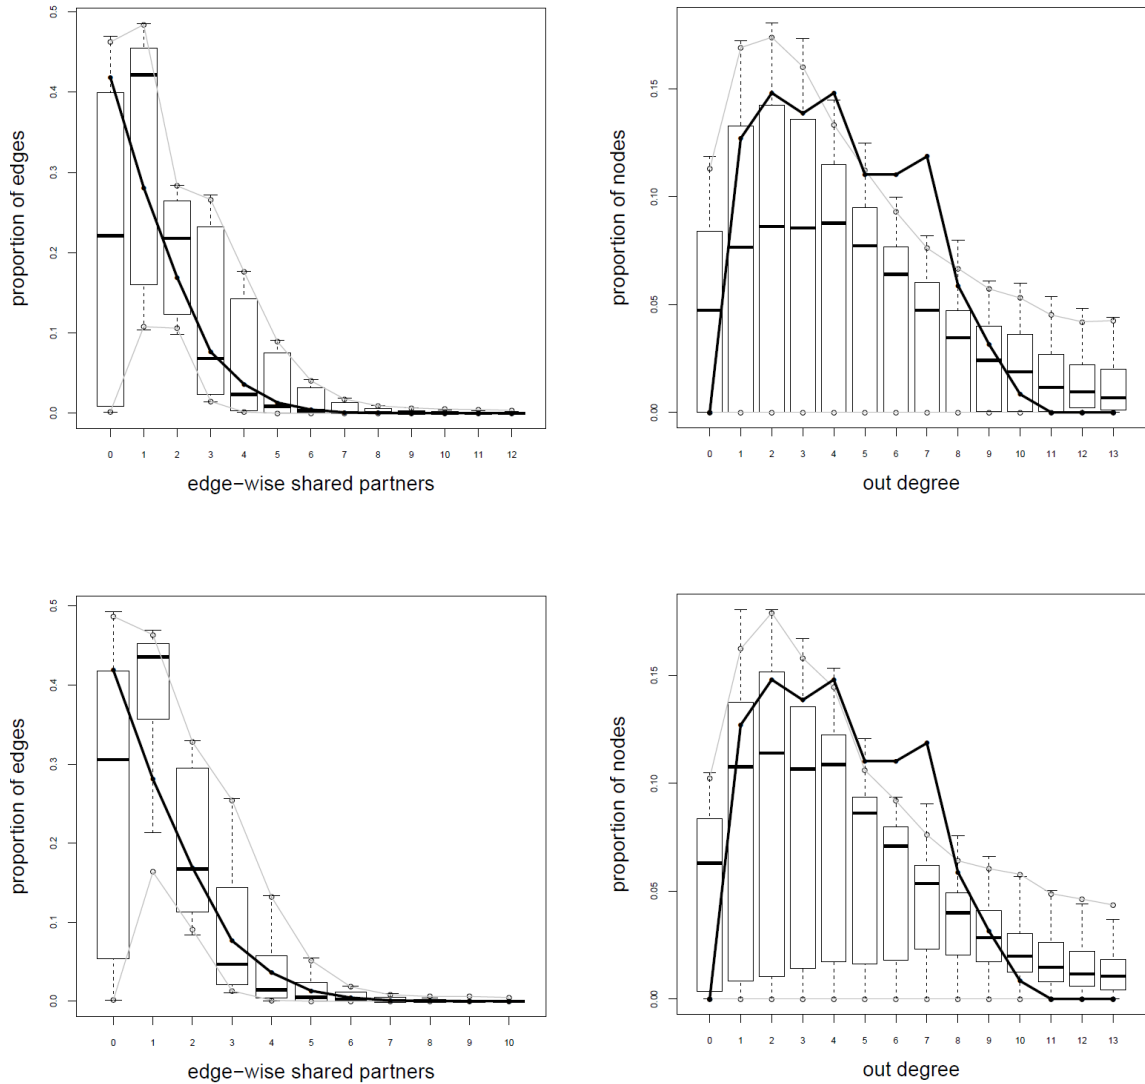 proportion of edges
0.5
0.4
0.3
0.2
0.1
0.0
0 1 2 3 4 5 6 7 8 9 10 11 12
edge-wise shared partners
proportion of nodes
0.15
0.10
0.05
0.00
0 1 2 3 4 5 6 7 8 9 10 11 12 13
out degree
proportion of edges
0.5
0.4
0.3
0.2
0.1
0.0
0 1 2 3 4 5 6 7 8 9 10
edge-wise shared partners
proportion of nodes
0.15
0.10
0.05
0.00
0 1 2 3 4 5 6 7 8 9 10 11 12 13
out degree